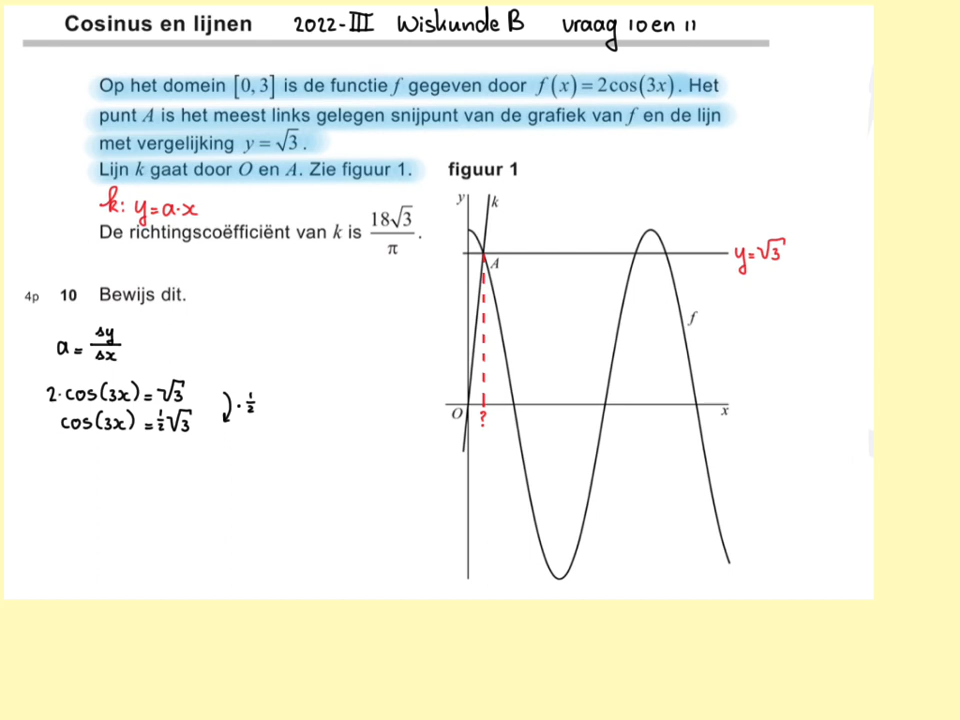 Cosinus en lijnen 2022-III Wiskunde B vraag 10 en 11
Op het domein [0, 3] is de functie f gegeven door f(x) = 2cos(3x). Het
punt A is het meest links gelegen snijpunt van de grafiek van f en de lijn
met vergelijking y = √3.
Lijn k gaat door O en A. Zie figuur 1.
k: y = a·x
De richtingscoëfficiënt van k is 18√3/π.
4p 10 Bewijs dit.
a = Δy/Δx
2·cos(3x) = √3
cos(3x) = ½√3
)·½
figuur 1
y
k
A
y=√3
f
O
?
x